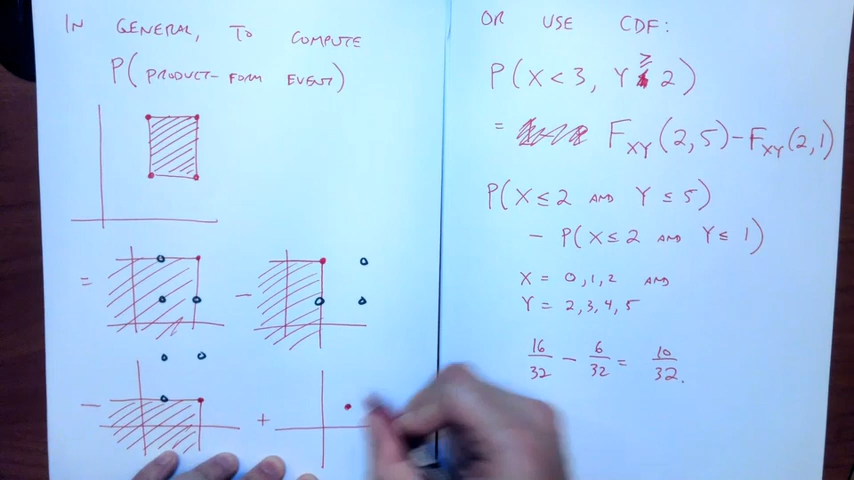 IN GENERAL, TO COMPUTE
P(PRODUCT-FORM EVENT)
=
−
−
+
OR USE CDF:
P(X < 3, Y ≥ 2)
= F_XY(2,5) − F_XY(2,1)
P(X ≤ 2 AND Y ≤ 5)
− P(X ≤ 2 AND Y ≤ 1)
X = 0,1,2 AND
Y = 2,3,4,5
16/32 − 6/32 = 10/32.